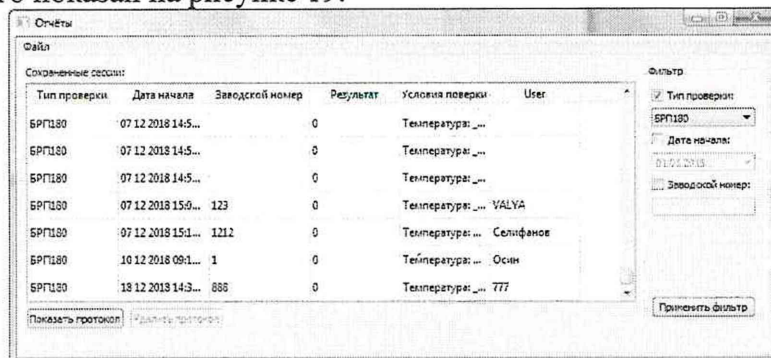 показан на рисунке 19.
Отчёты
Файл
Сохраненные сессии:
Тип проверки Дата начала Заводской номер Результат Условия поверки User
БРП180 07 12 2018 14:5... 0 Температура: _...
БРП180 07 12 2018 14:5... 0 Температура: _...
БРП180 07 12 2018 14:5... 0 Температура: _...
БРП180 07 12 2018 15:0... 123 0 Температура: _... VALYA
БРП180 07 12 2018 15:1... 1212 0 Температура: ... Селифанов
БРП180 10 12 2018 09:1... 1 0 Температура: ... Осин
БРП180 18 12 2018 14:3... 888 0 Температура: _... 777
Показать протокол Удалить протокол
Фильтр
Тип проверки:
БРП180
Дата начала:
Заводской номер:
Применить фильтр